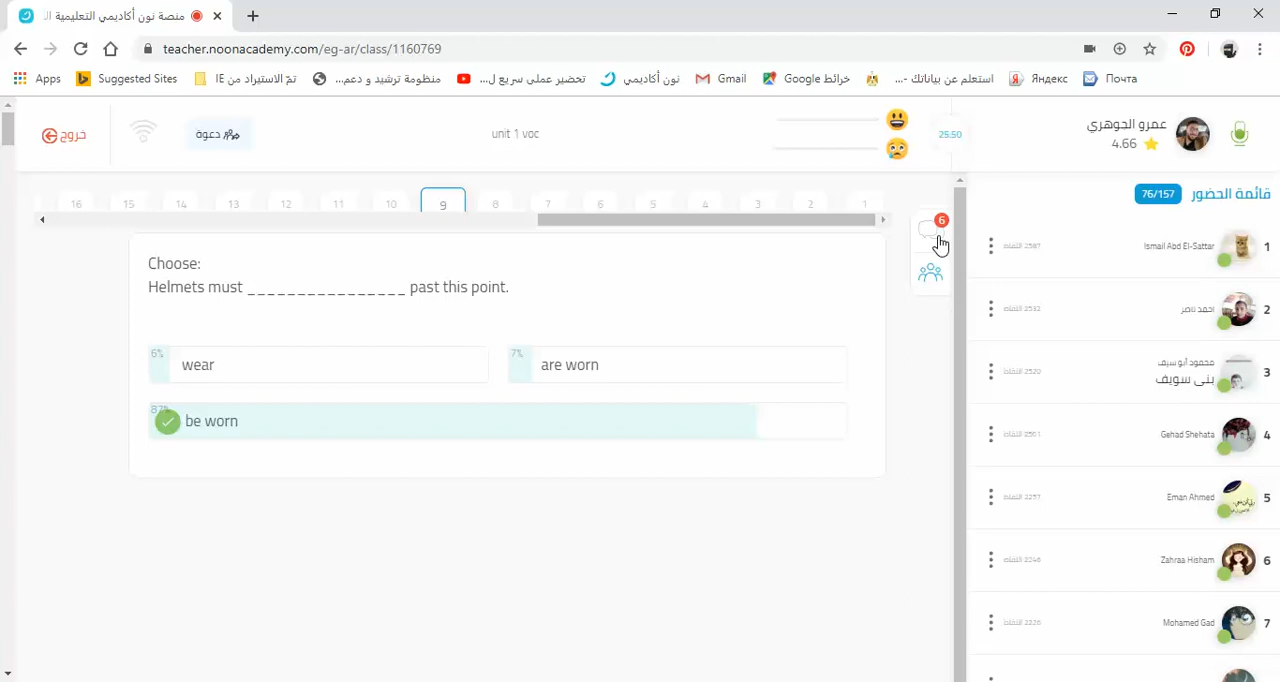 منصة نون أكاديمي التعليمية
teacher.noonacademy.com/eg-ar/class/1160769
Apps
Suggested Sites
تمّ الاستيراد من IE
منظومة ترشيد و دعم...
تحضير عملى سريع ل...
نون أكاديمي
Gmail
خرائط Google
استعلم عن بياناتك -...
Яндекс
Почта
خروج
دعوة
unit 1 voc
25:50
عمرو الجوهري
4.66
16 15 14 13 12 11 10 9 8 7 6 5 4 3 2 1
6
قائمة الحضور 76/157
Choose:
Helmets must ________________ past this point.
6% wear
7% are worn
87% be worn
1 Ismail Abd El-Sattar
2 احمد ناصر
3 محمود أبو سيف
بنى سويف
4 Gehad Shehata
5 Eman Ahmed
6 Zahraa Hisham
7 Mohamed Gad